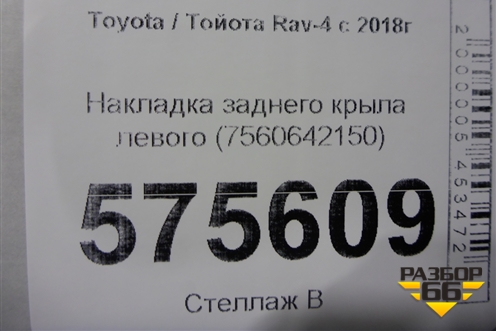 Toyota / Тойота Rav-4 с 2018г
Накладка заднего крыла
левого (7560642150)
575609
Стеллаж В
2000005453472
РАЗБОР
66